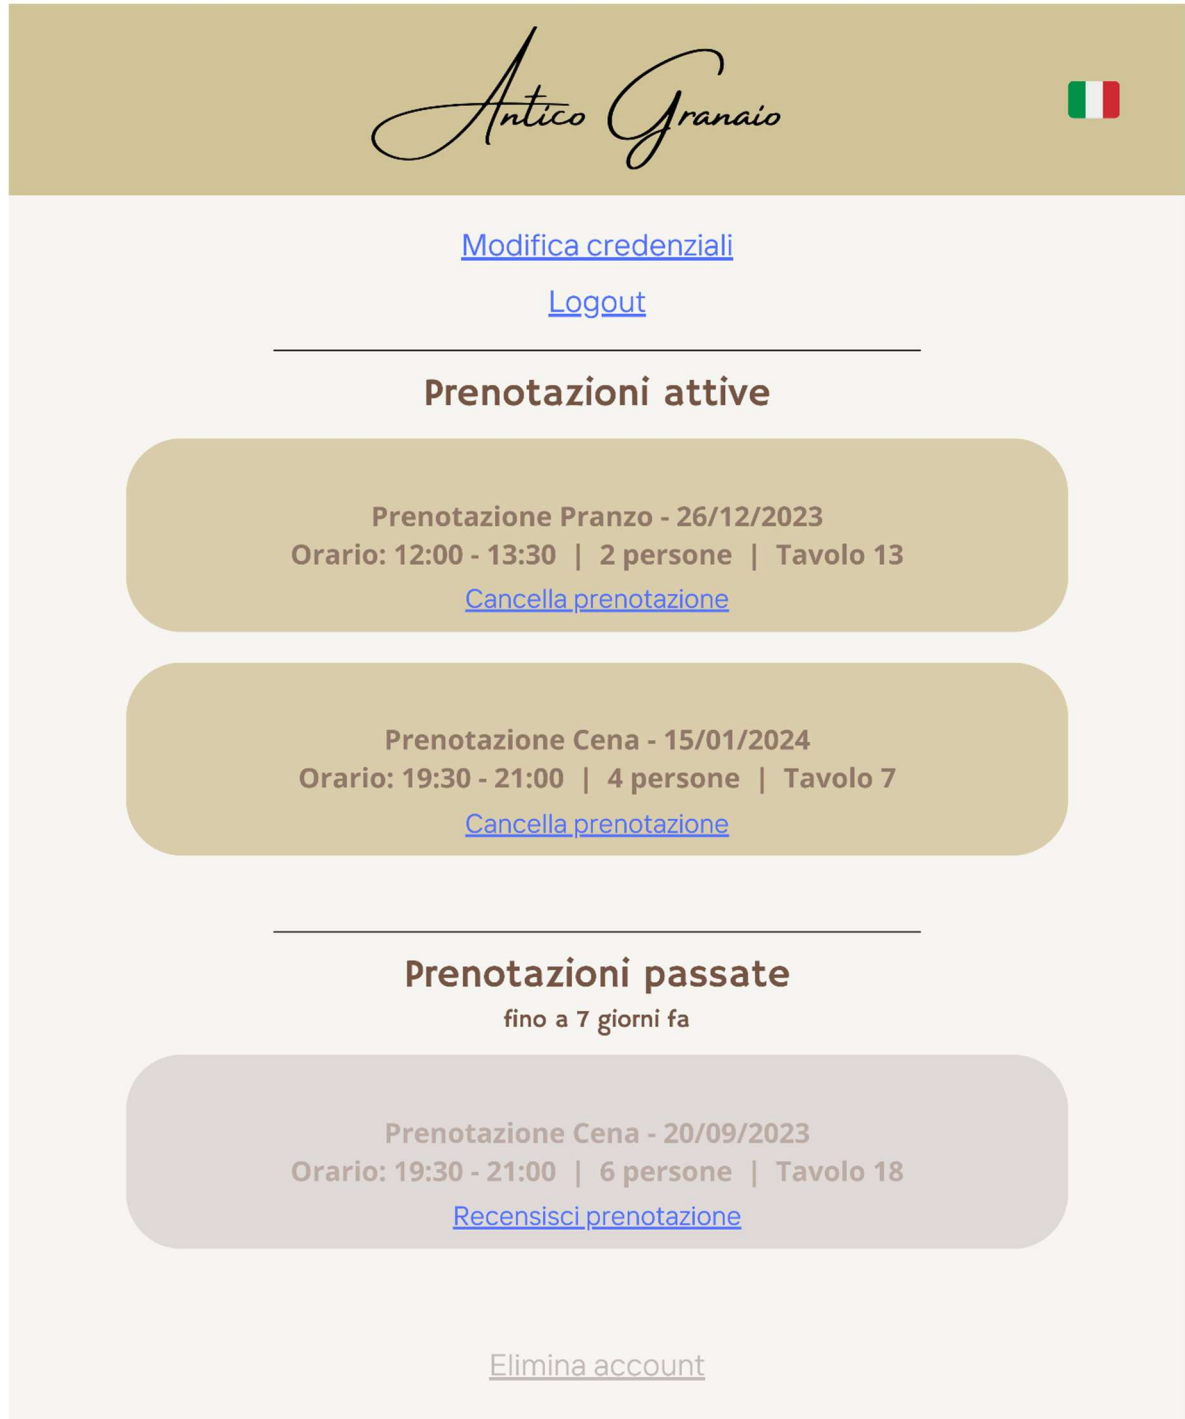 Antico Granaio
Modifica credenziali
Logout
Prenotazioni attive
Prenotazione Pranzo - 26/12/2023
Orario: 12:00 - 13:30 | 2 persone | Tavolo 13
Cancella prenotazione
Prenotazione Cena - 15/01/2024
Orario: 19:30 - 21:00 | 4 persone | Tavolo 7
Cancella prenotazione
Prenotazioni passate
fino a 7 giorni fa
Prenotazione Cena - 20/09/2023
Orario: 19:30 - 21:00 | 6 persone | Tavolo 18
Recensisci prenotazione
Elimina account